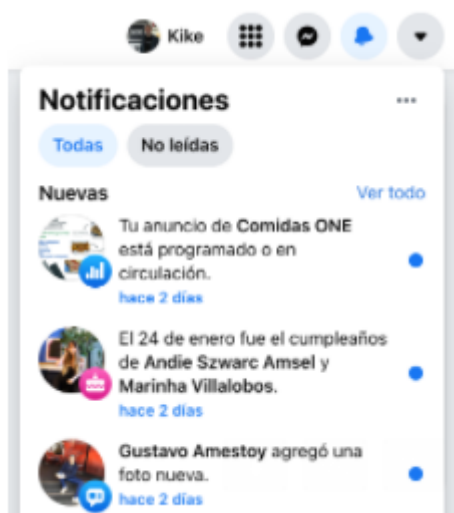 Kike
Notificaciones
Todas No leídas
Nuevas Ver todo
Tu anuncio de Comidas ONE
está programado o en
circulación.
hace 2 días
El 24 de enero fue el cumpleaños
de Andie Szwarc Amsel y
Marinha Villalobos.
hace 2 días
Gustavo Amestoy agregó una
foto nueva.
hace 2 días